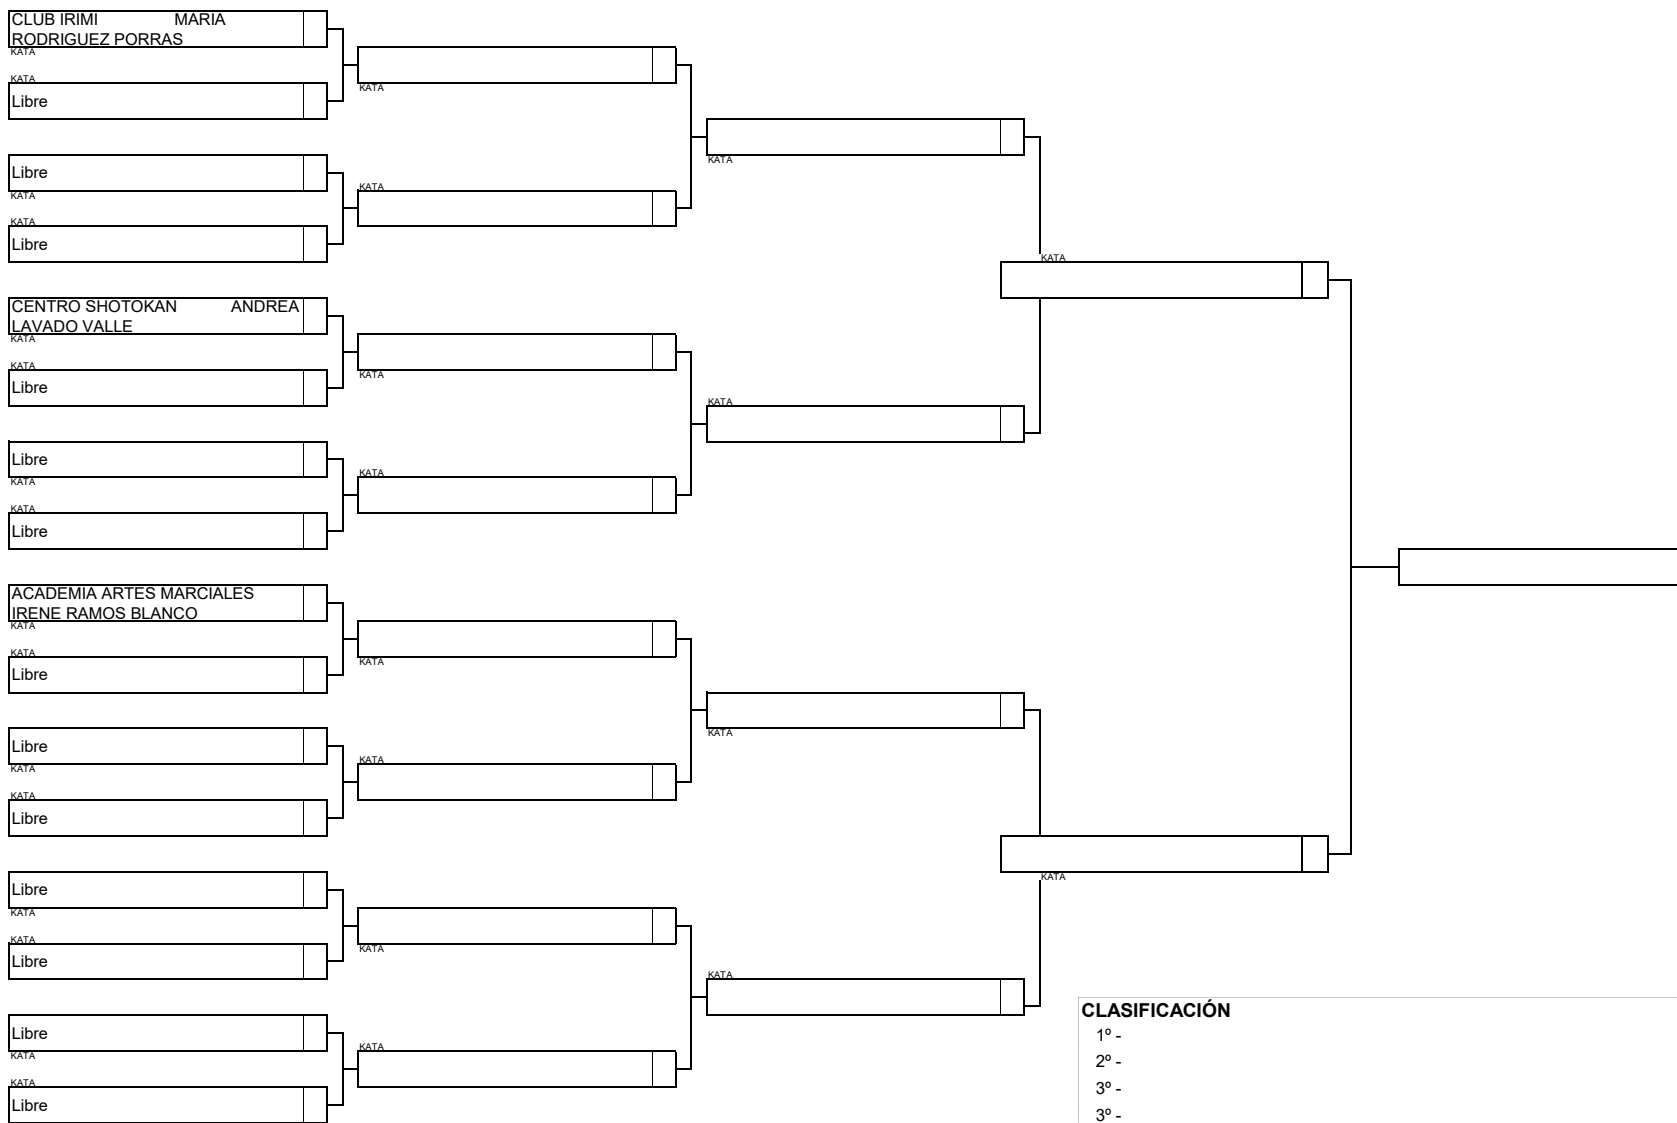 CLUB IRIMI MARIA
RODRIGUEZ PORRAS
KATA
KATA
Libre
KATA
Libre
KATA
KATA
Libre
KATA
KATA
KATA
CENTRO SHOTOKAN ANDREA
LAVADO VALLE
KATA
KATA
Libre
KATA
KATA
Libre
KATA
KATA
Libre
KATA
ACADEMIA ARTES MARCIALES
IRENE RAMOS BLANCO
KATA
KATA
Libre
KATA
KATA
Libre
KATA
KATA
Libre
KATA
KATA
Libre
KATA
KATA
Libre
KATA
KATA
CLASIFICACIÓN
Libre
KATA
KATA
KATA
Libre
1º -
2º -
3º -
3º -